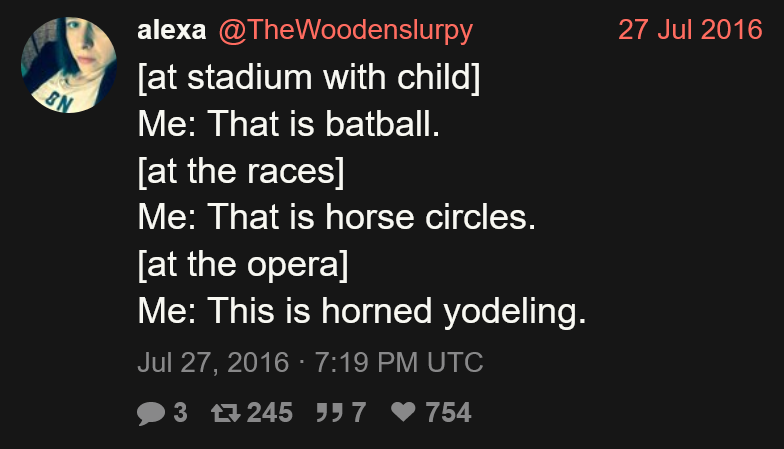 alexa @TheWoodenslurpy 27 Jul 2016
[at stadium with child]
Me: That is batball.
[at the races]
Me: That is horse circles.
[at the opera]
Me: This is horned yodeling.
Jul 27, 2016 · 7:19 PM UTC
3 245 7 754